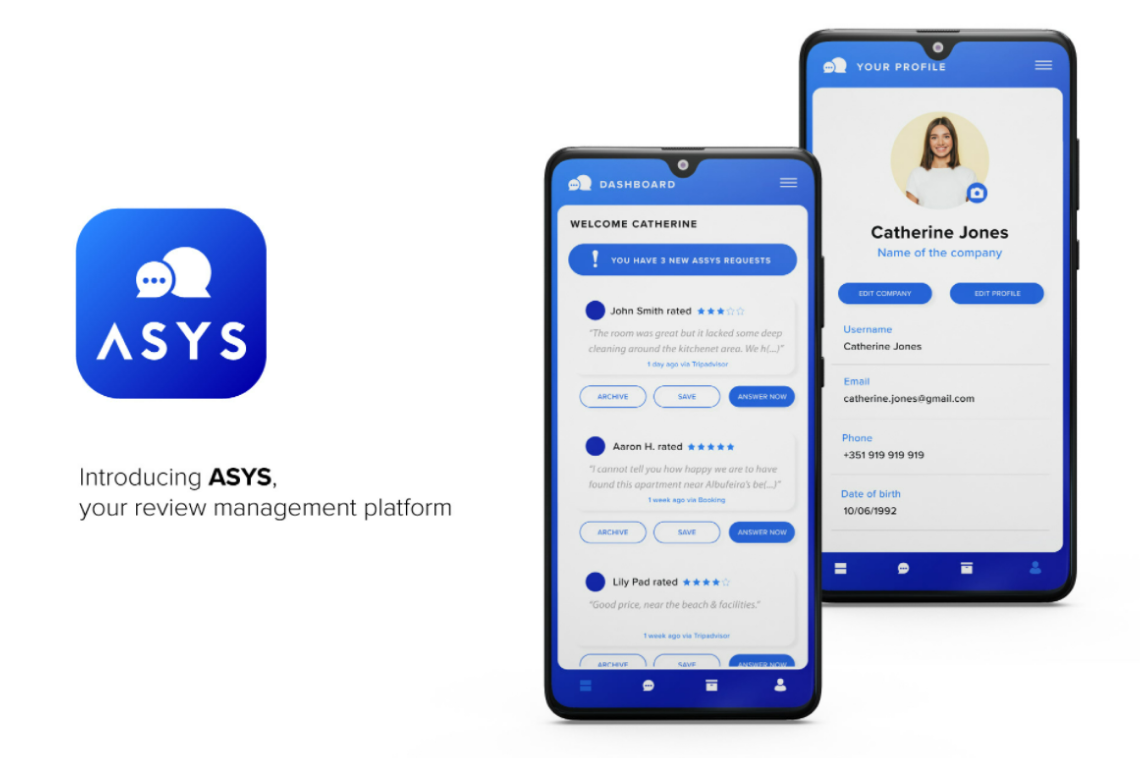 ASYS
Introducing ASYS,
your review management platform
DASHBOARD
WELCOME CATHERINE
! YOU HAVE 3 NEW ASSYS REQUESTS
John Smith rated ★★★☆☆
"The room was great but it lacked some deep
cleaning around the kitchenet area. We h(...)"
1 day ago via Tripadvisor
ARCHIVE SAVE ANSWER NOW
Aaron H. rated ★★★★★
"I cannot tell you how happy we are to have
found this apartment near Albufeira's be(...)"
1 week ago via Booking
ARCHIVE SAVE ANSWER NOW
Lily Pad rated ★★★★☆
"Good price, near the beach & facilities."
1 week ago via Tripadvisor
ARCHIVE SAVE ANSWER NOW
YOUR PROFILE
Catherine Jones
Name of the company
EDIT COMPANY EDIT PROFILE
Username
Catherine Jones
Email
catherine.jones@gmail.com
Phone
+351 919 919 919
Date of birth
10/06/1992